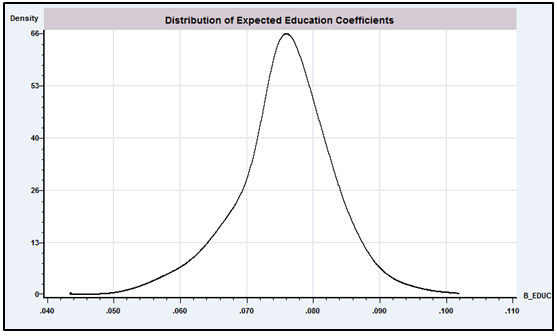 Distribution of Expected Education Coefficients
Density
66
53
40
26
13
0
.040 .050 .060 .070 .080 .090 .100 .110
B_EDUC